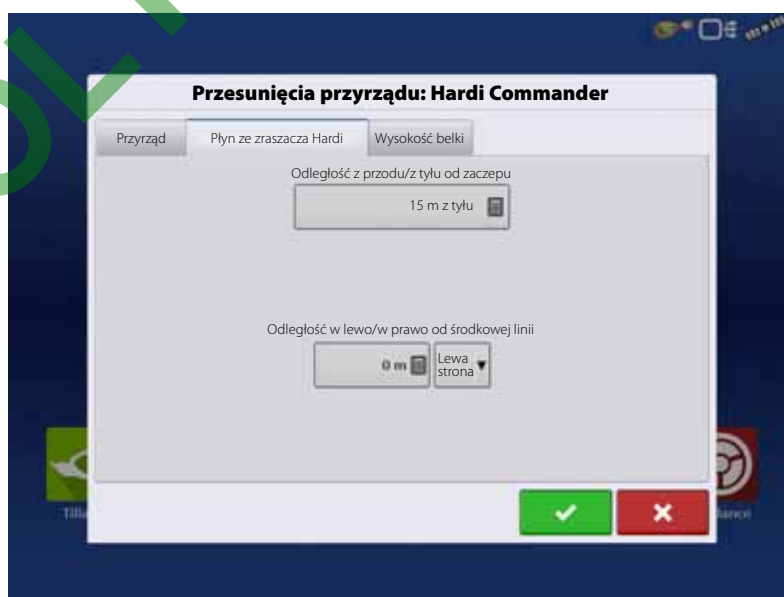 Przesunięcia przyrządu: Hardi Commander
Przyrząd
Płyn ze zraszacza Hardi
Wysokość belki
Odległość z przodu/z tyłu od zaczepu
15 m z tyłu
Odległość w lewo/w prawo od środkowej linii
0 m
Lewa
strona